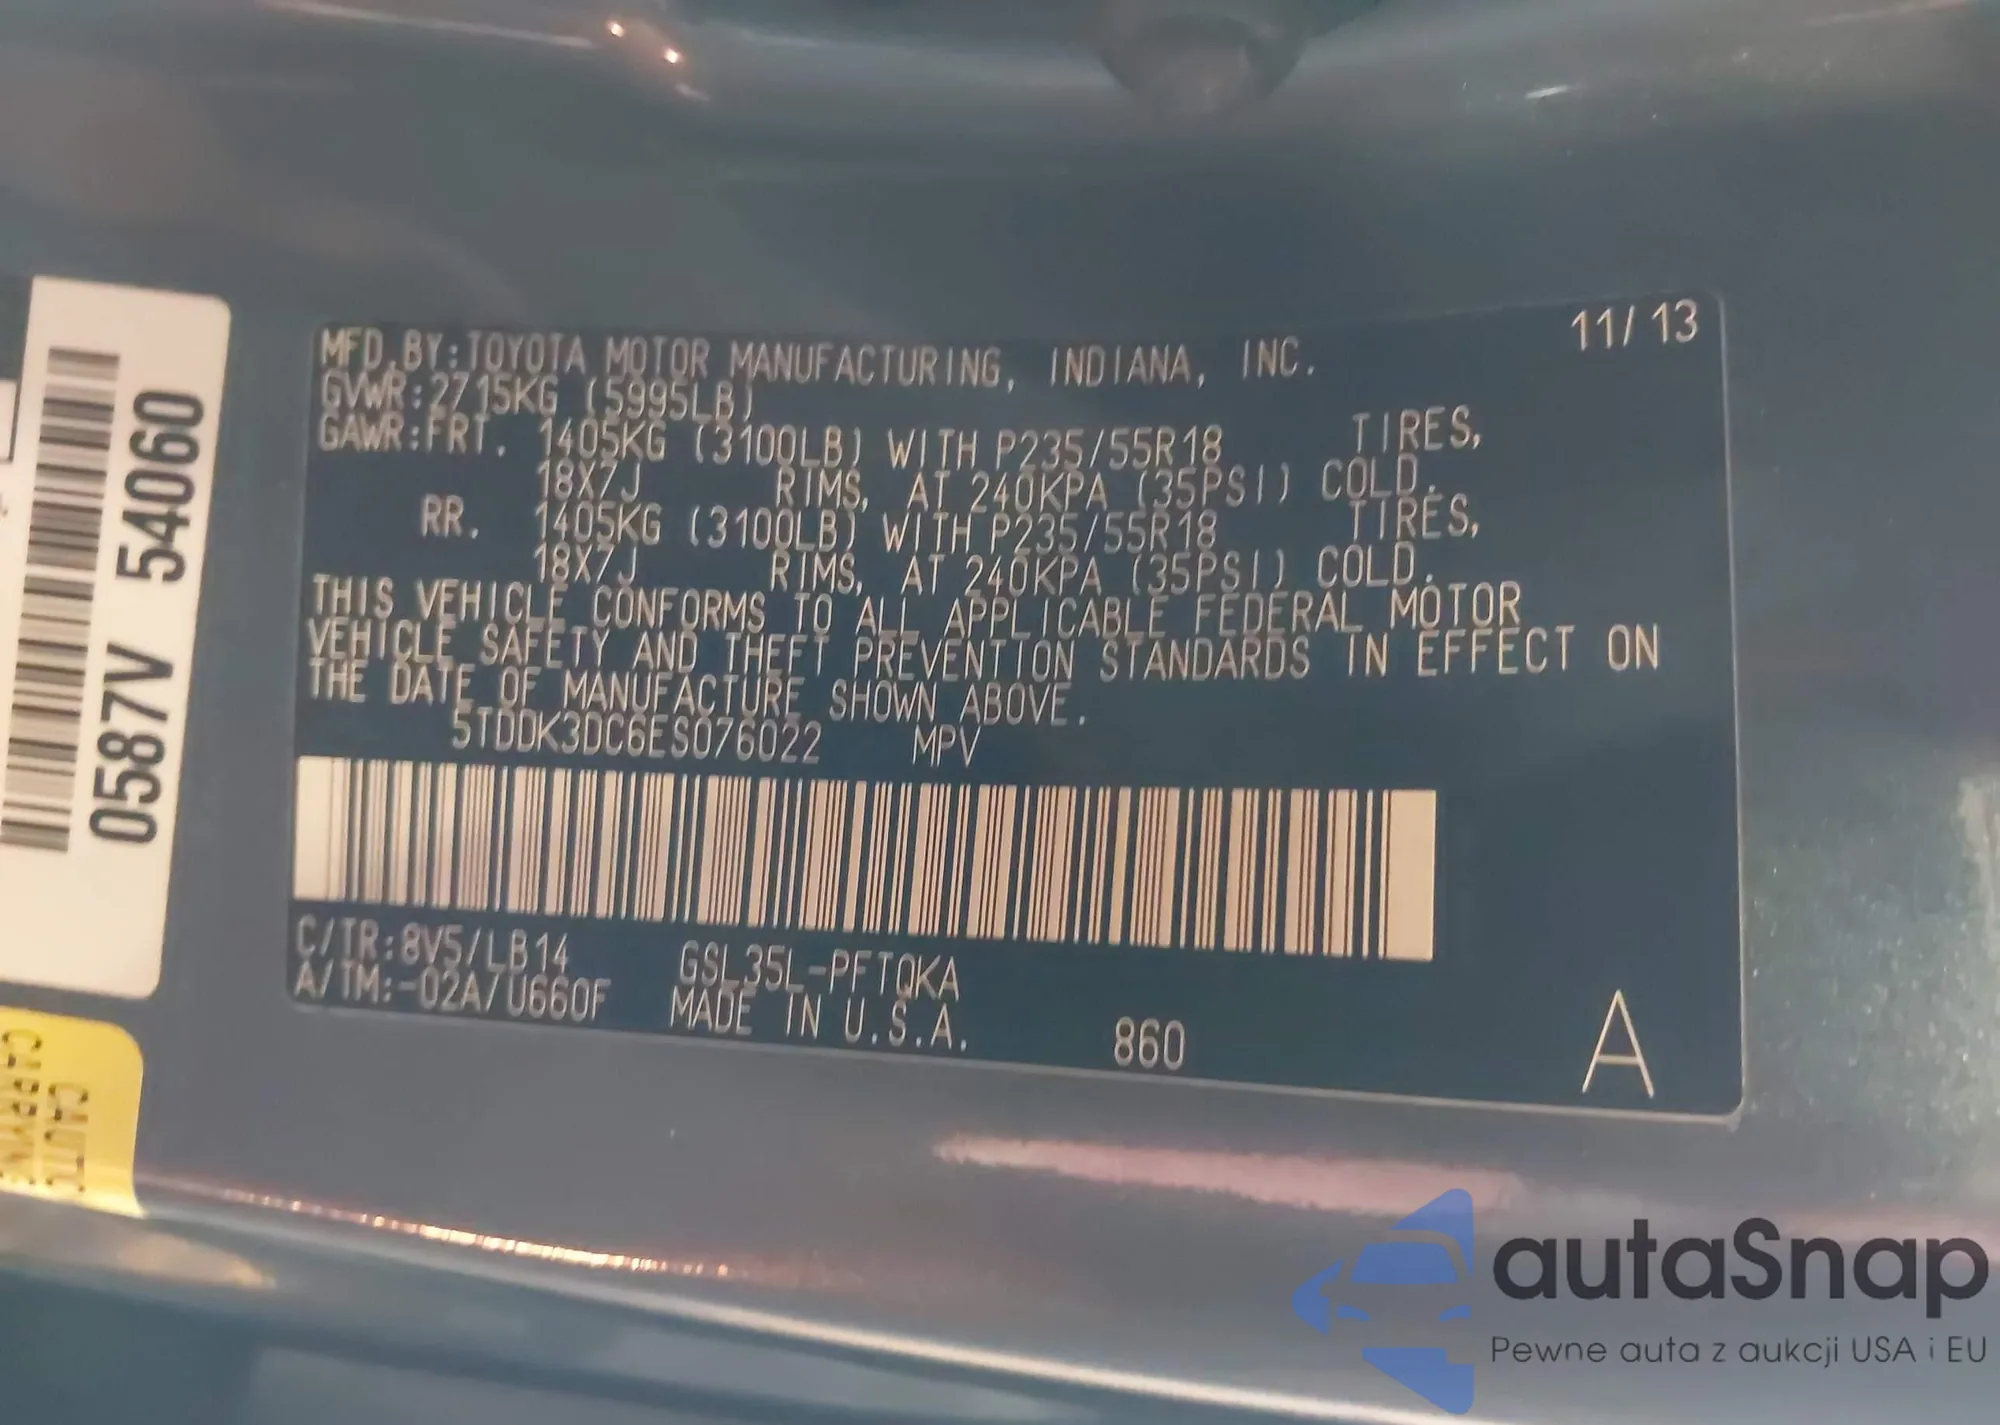 11/13
MFD.BY:TOYOTA MOTOR MANUFACTURING, INDIANA, INC.
GVWR:2715KG (5995LB)
GAWR:FRT. 1405KG (3100LB) WITH P235/55R18 TIRES,
18X7J RIMS, AT 240KPA (35PSI) COLD.
RR. 1405KG (3100LB) WITH P235/55R18 TIRES,
18X7J RIMS, AT 240KPA (35PSI) COLD.
THIS VEHICLE CONFORMS TO ALL APPLICABLE FEDERAL MOTOR
VEHICLE SAFETY AND THEFT PREVENTION STANDARDS IN EFFECT ON
THE DATE OF MANUFACTURE SHOWN ABOVE.
5TDDK3DC6ES076022 MPV
C/TR:8V5/LB14 GSL35L-PFTQKA
A/TM:-02A/U660F MADE IN U.S.A.
860
A
0587V 54060
autaSnap
Pewne auta z aukcji USA i EU